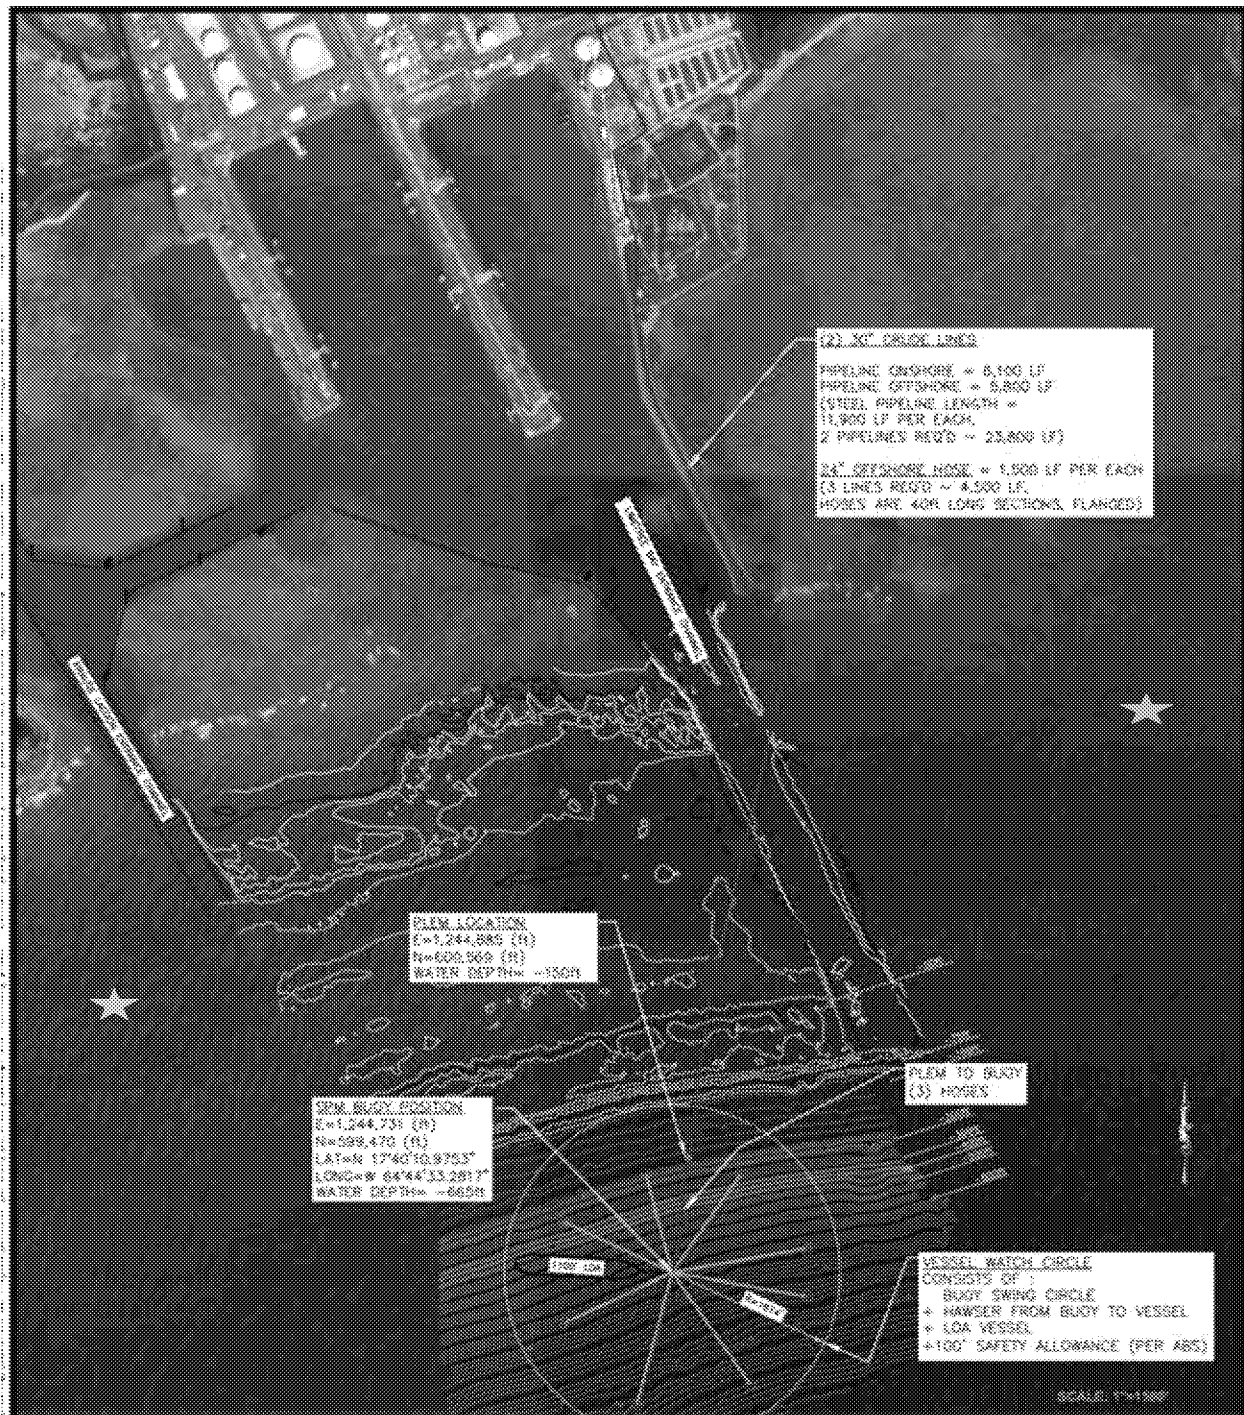 (2) 30" CRUDE LINES
PIPELINE ONSHORE = 6,100 LF
PIPELINE OFFSHORE = 5,800 LF
(STEEL PIPELINE LENGTH =
11,900 LF PER EACH,
2 PIPELINES REQ'D ~ 23,800 LF)
24" OFFSHORE HOSE = 1,500 LF PER EACH
(3 LINES REQ'D ~ 4,500 LF,
HOSES ARE 40ft LONG SECTIONS, FLANGED)
ENTRANCE CHANNEL
PLEM LOCATION
E=1,244,885 (ft)
N=600,569 (ft)
WATER DEPTH= -150ft
PLEM TO BUOY
(3) HOSES
SPM BUOY POSITION
E=1,244,731 (ft)
N=599,470 (ft)
LAT=N 17°40'10.9753"
LONG=W 64°44'33.2817"
WATER DEPTH= -665ft
LOA
VESSEL WATCH CIRCLE
CONSISTS OF :
BUOY SWING CIRCLE
+ HAWSER FROM BUOY TO VESSEL
+ LOA VESSEL
+100' SAFETY ALLOWANCE (PER ABS)
SCALE: